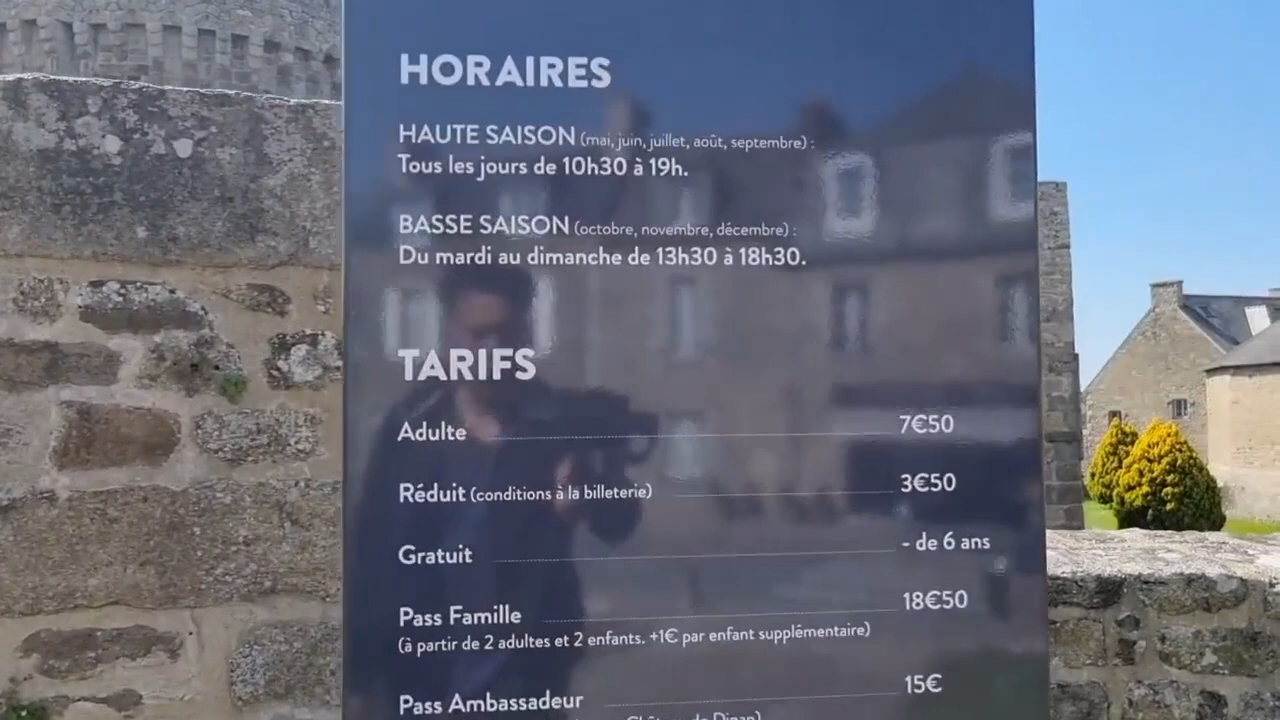 HORAIRES
HAUTE SAISON (mai, juin, juillet, août, septembre) :
Tous les jours de 10h30 à 19h.
BASSE SAISON (octobre, novembre, décembre) :
Du mardi au dimanche de 13h30 à 18h30.
TARIFS
Adulte 7€50
Réduit (conditions à la billeterie) 3€50
Gratuit - de 6 ans
Pass Famille 18€50
(à partir de 2 adultes et 2 enfants. +1€ par enfant supplémentaire)
Pass Ambassadeur 15€
Château de Dinan)